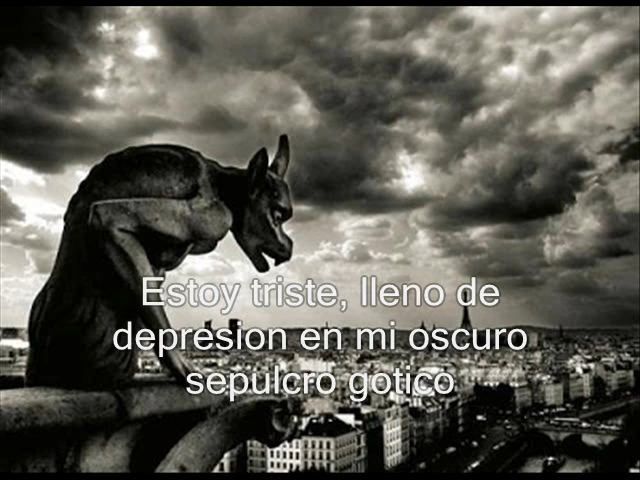 Estoy triste, lleno de
depresion en mi oscuro
sepulcro gotico